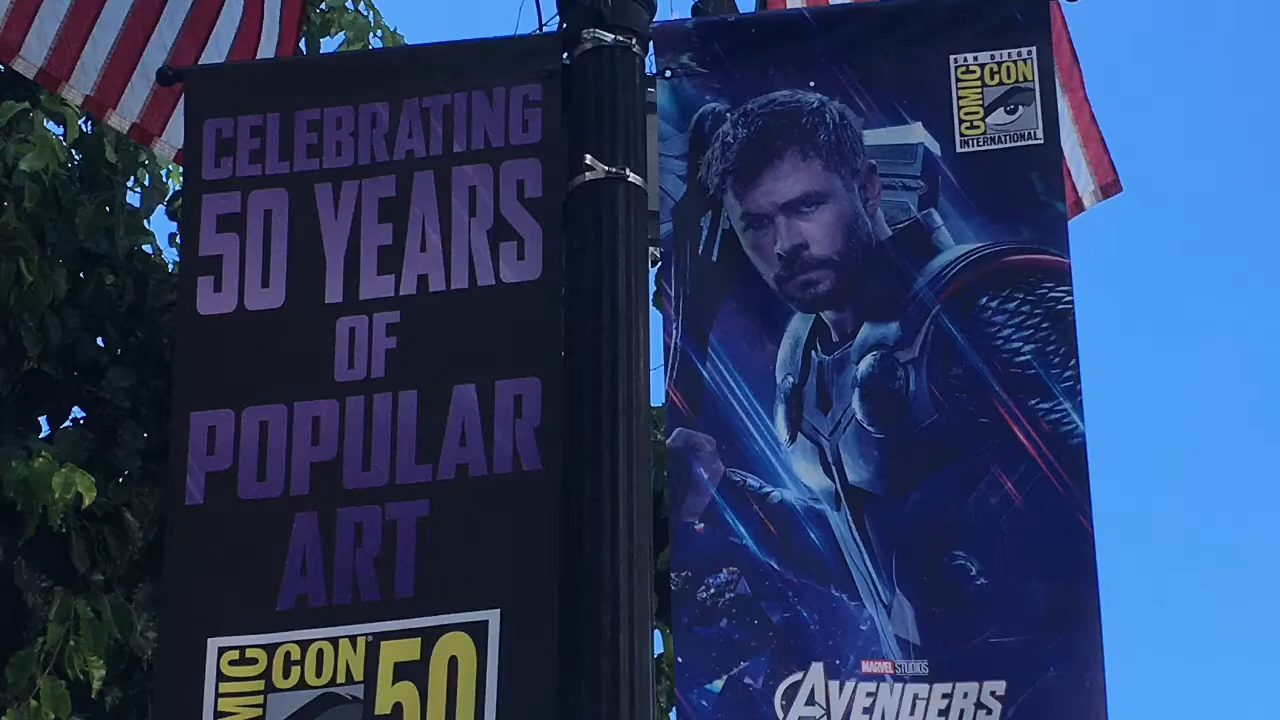 CELEBRATING
50 YEARS
OF
POPULAR
ART
CON
50
SAN DIEGO
COMIC
CON
INTERNATIONAL
MARVEL STUDIOS
AVENGERS